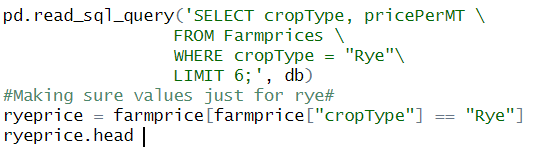 pd.read_sql_query('SELECT cropType, pricePerMT \
FROM Farmprices \
WHERE cropType = "Rye"\
LIMIT 6;', db)
#Making sure values just for rye#
ryeprice = farmprice[farmprice["cropType"] == "Rye"]
ryeprice.head